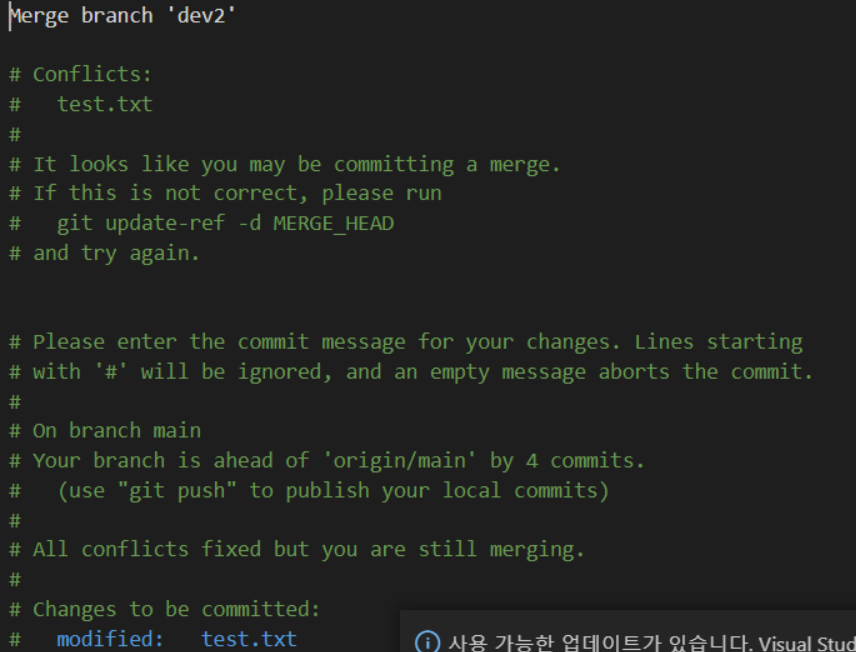 Merge branch 'dev2'
# Conflicts:
#   test.txt
#
# It looks like you may be committing a merge.
# If this is not correct, please run
#   git update-ref -d MERGE_HEAD
# and try again.
# Please enter the commit message for your changes. Lines starting
# with '#' will be ignored, and an empty message aborts the commit.
#
# On branch main
# Your branch is ahead of 'origin/main' by 4 commits.
#   (use "git push" to publish your local commits)
#
# All conflicts fixed but you are still merging.
#
# Changes to be committed:
#   modified:   test.txt
사용 가능한 업데이트가 있습니다. Visual Stud